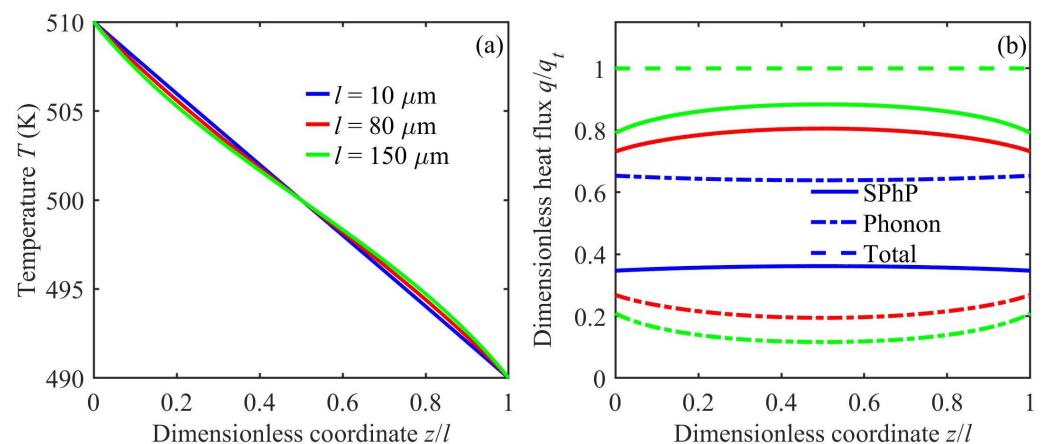 (a)
510
505
500
495
490
Temperature T (K)
l = 10 μm
l = 80 μm
l = 150 μm
0
0.2
0.4
0.6
0.8
1
Dimensionless coordinate z/l
(b)
1
0.8
0.6
0.4
0.2
0
Dimensionless heat flux q/qt
SPhP
Phonon
Total
0
0.2
0.4
0.6
0.8
1
Dimensionless coordinate z/l